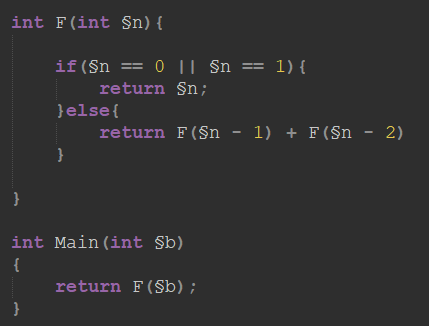 int F(int §n){
if(§n == 0 || §n == 1){
return §n;
}else{
return F(§n - 1) + F(§n - 2)
}
}
int Main(int §b)
{
return F(§b);
}